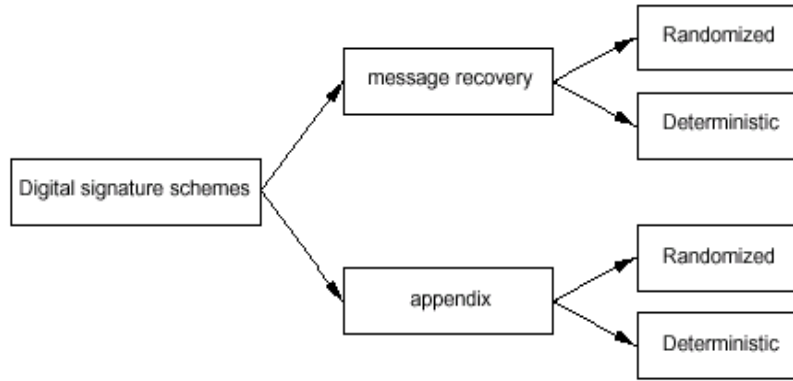 Digital signature schemes
message recovery
Randomized
Deterministic
appendix
Randomized
Deterministic